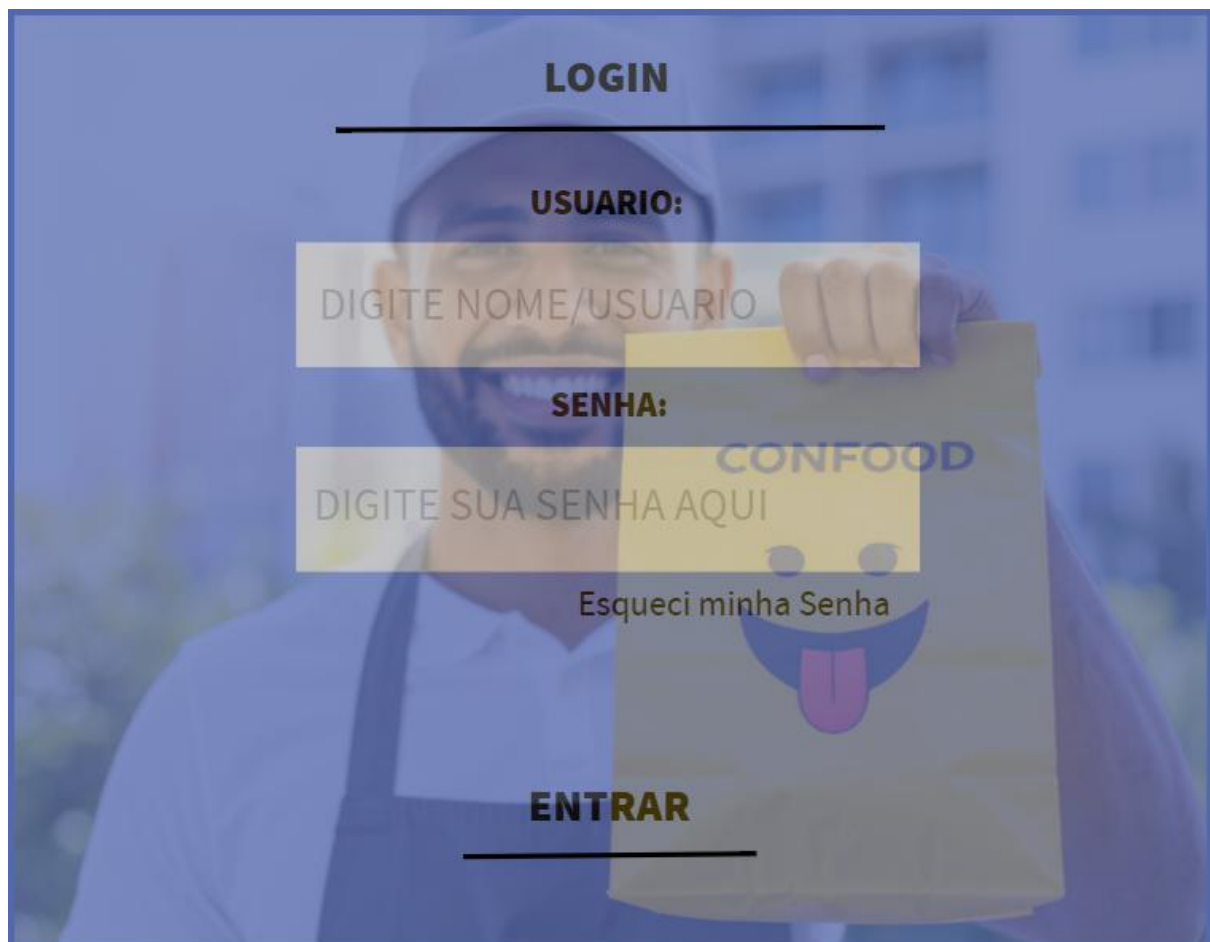 LOGIN
USUARIO:
DIGITE NOME/USUARIO
SENHA:
CONFOOD
DIGITE SUA SENHA AQUI
Esqueci minha Senha
ENTRAR